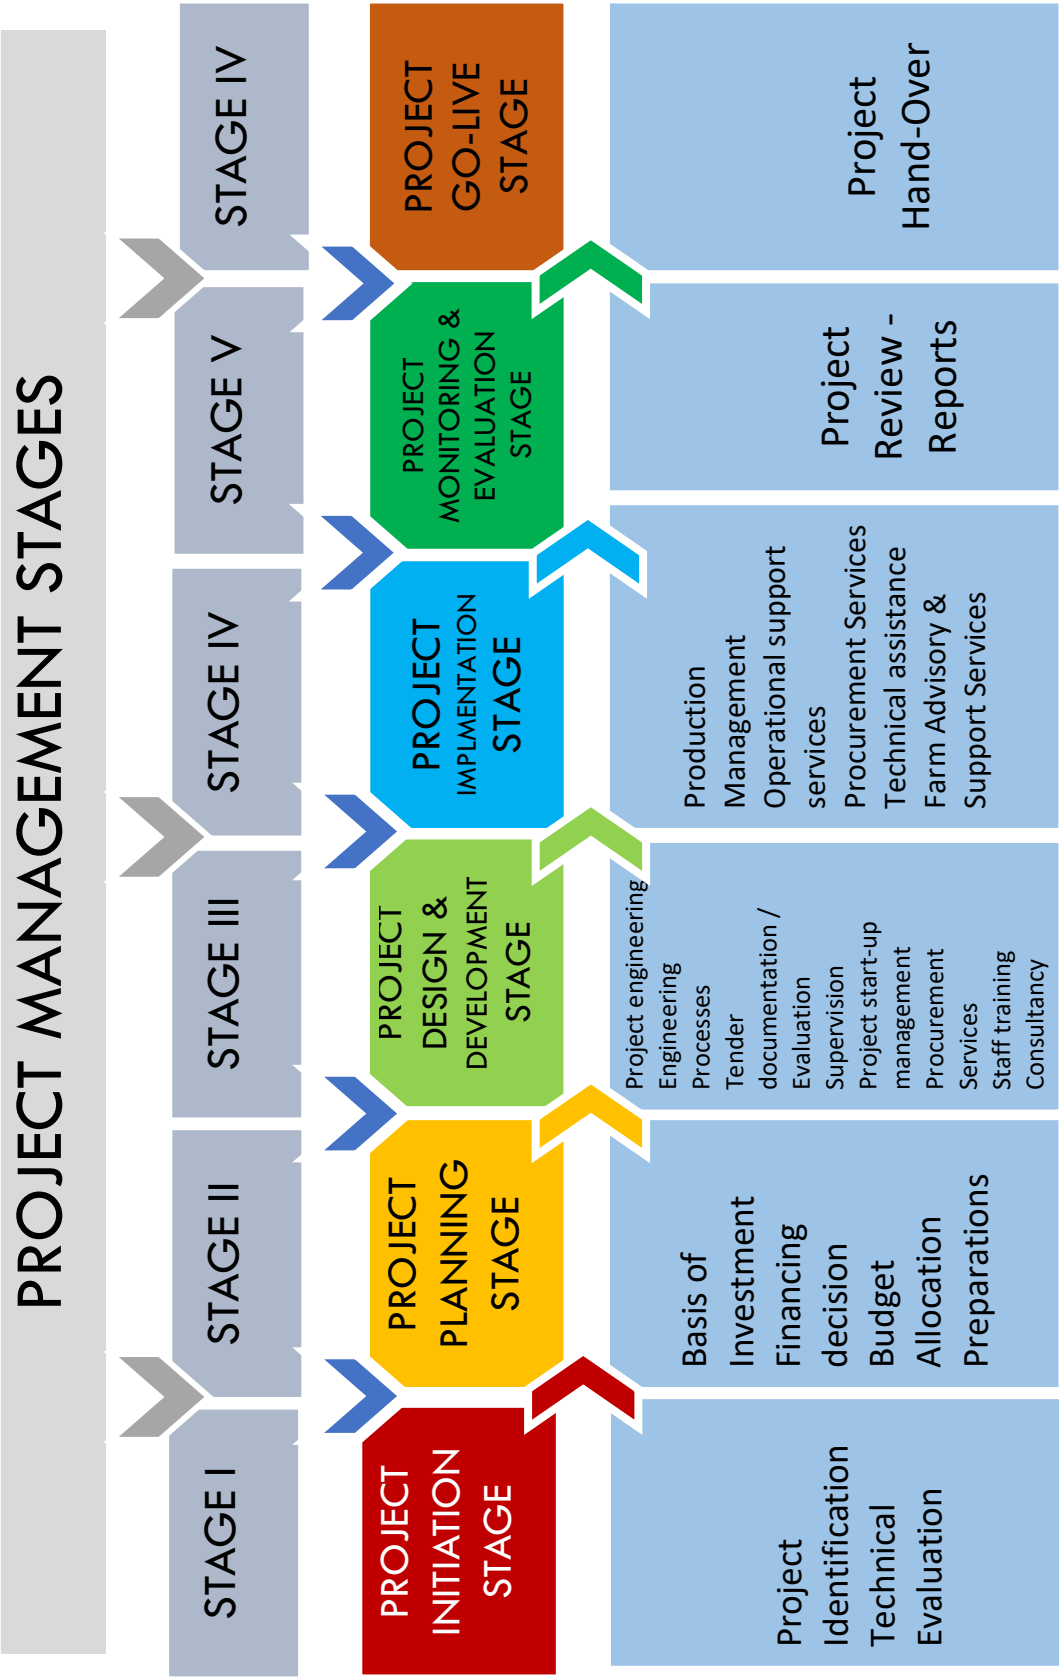 PROJECT MANAGEMENT STAGES
STAGE I
STAGE II
STAGE III
STAGE IV
STAGE V
STAGE IV
PROJECT
INITIATION
STAGE
PROJECT
PLANNING
STAGE
PROJECT
DESIGN &
DEVELOPMENT
STAGE
PROJECT
IMPLMENTATION
STAGE
PROJECT
MONITORING &
EVALUATION
STAGE
PROJECT
GO-LIVE
STAGE
Project
Identification
Technical
Evaluation
Basis of
Investment
Financing
decision
Budget
Allocation
Preparations
Project engineering
Engineering
Processes
Tender
documentation /
Evaluation
Supervision
Project start-up
management
Procurement
Services
Staff training
Consultancy
Production
Management
Operational support
services
Procurement Services
Technical assistance
Farm Advisory &
Support Services
Project
Review -
Reports
Project
Hand-Over